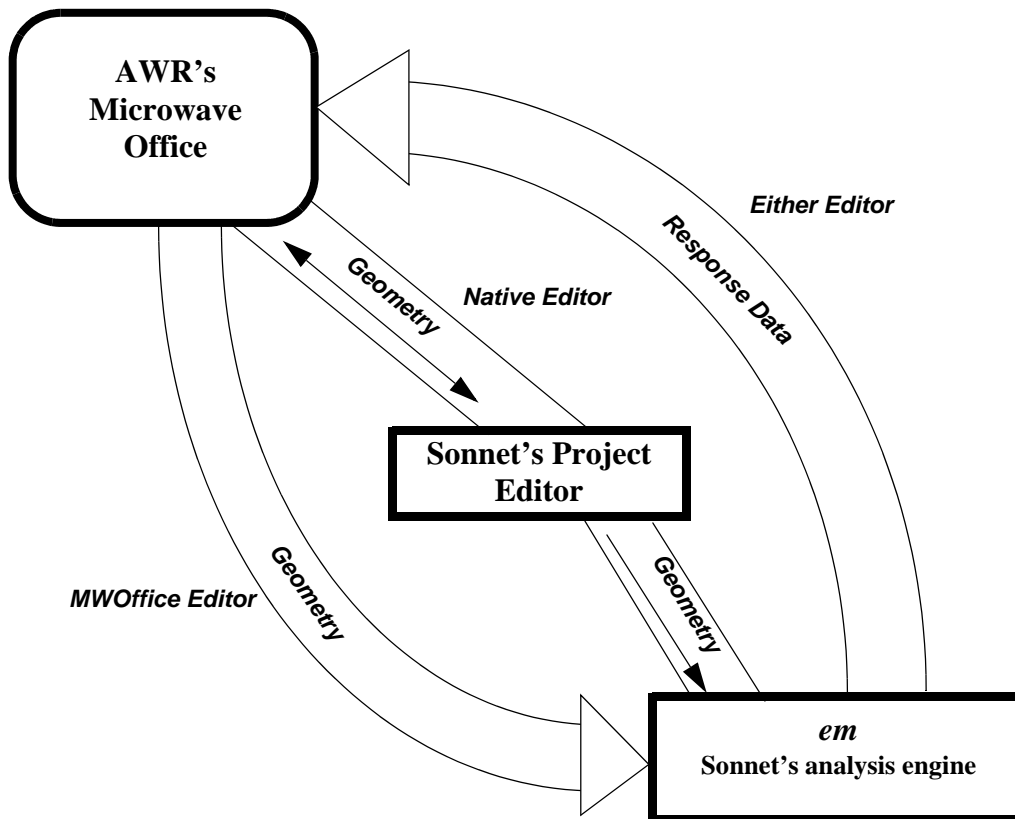 AWR’s
Microwave
Office
Either Editor
Response Data
Geometry
Native Editor
Sonnet’s Project
Editor
Geometry
MWOffice Editor
Geometry
em
Sonnet’s analysis engine